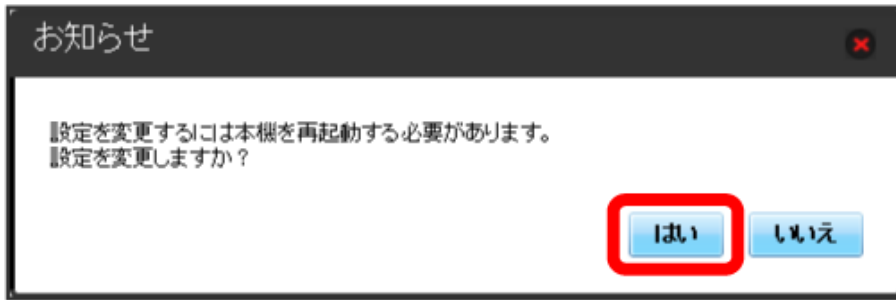 お知らせ
設定を変更するには本機を再起動する必要があります。
設定を変更しますか？
はい いいえ